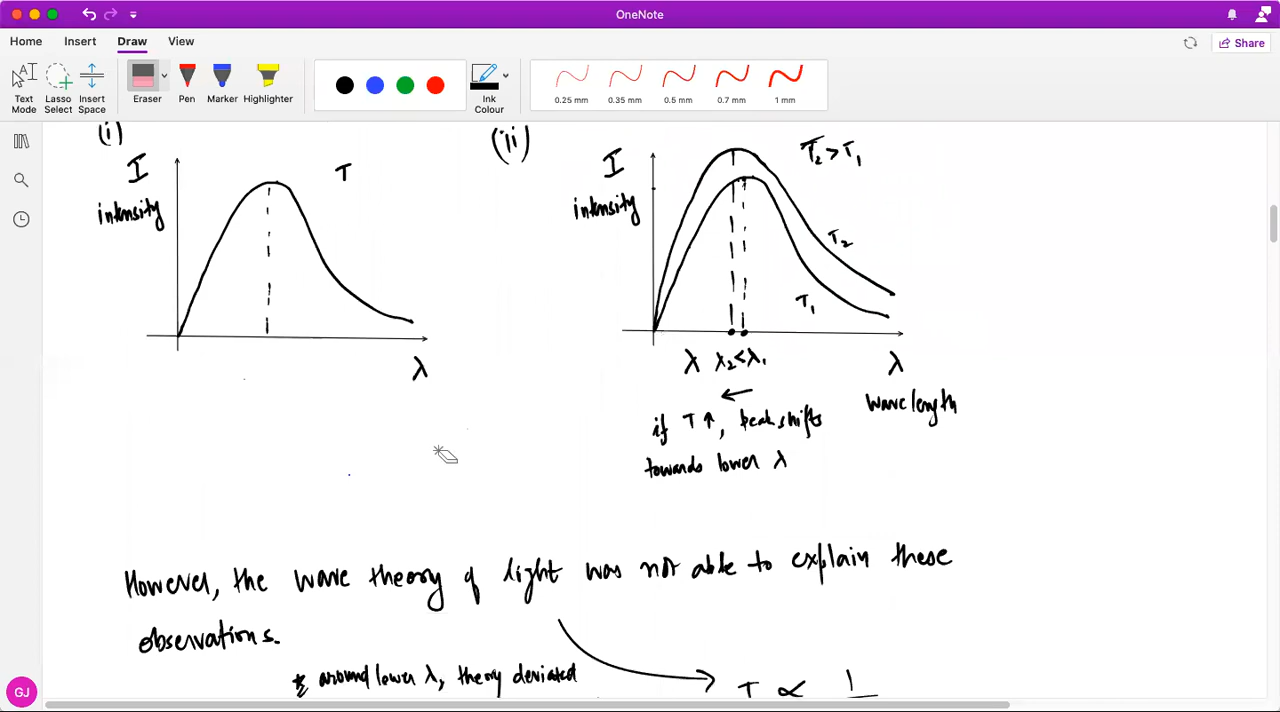 OneNote
Home Insert Draw View
Share
Text Mode
Lasso Select
Insert Space
Eraser
Pen
Marker
Highlighter
Ink Colour
0.25 mm
0.35 mm
0.5 mm
0.7 mm
1 mm
(i)
I
intensity
T
λ
(ii)
I
intensity
T₂ > T₁
T₂
T₁
λ λ₂ < λ₁
λ
wavelength
←
if T ↑, peak shifts
towards lower λ
However, the wave theory of light was not able to explain these
observations.
* around lower λ, theory deviated
I ∝ 1
GJ